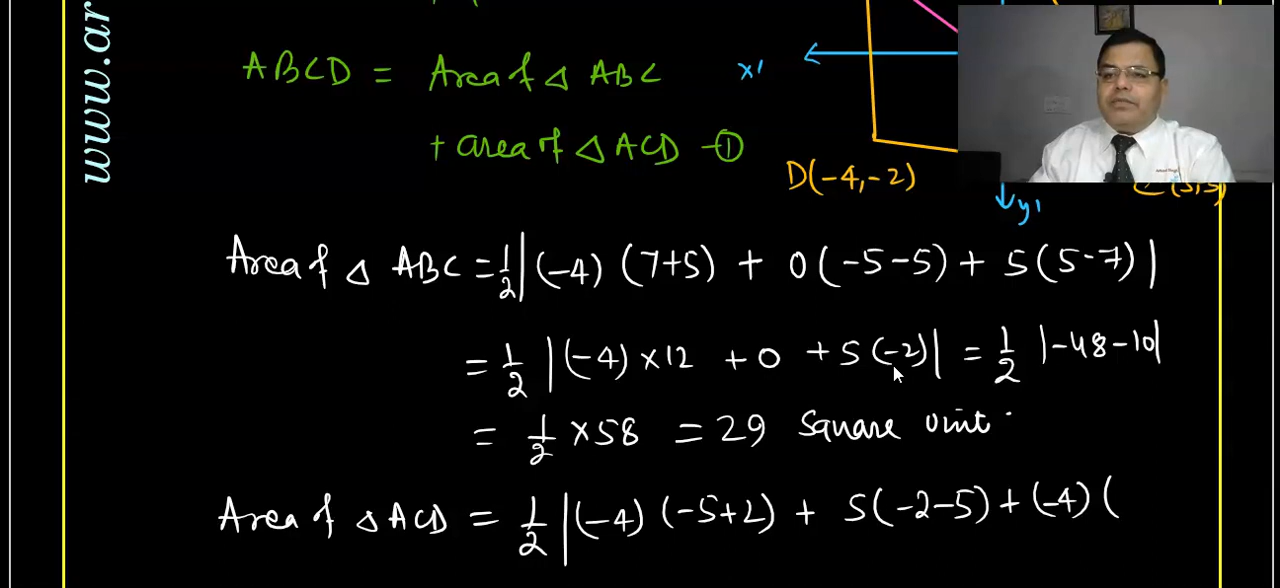 www.ar
ABCD = Area of △ ABC
+ area of △ ACD -①
x'
D(-4,-2)
y'
Area of △ ABC = 1/2 |(-4) (7+5) + 0(-5-5) + 5(5-7)|
= 1/2 |(-4) ×12 + 0 + 5(-2)| = 1/2 |-48-10|
= 1/2 ×58 = 29 Square Unit.
Area of △ ACD = 1/2 |(-4) (-5+2) + 5(-2-5) + (-4) (